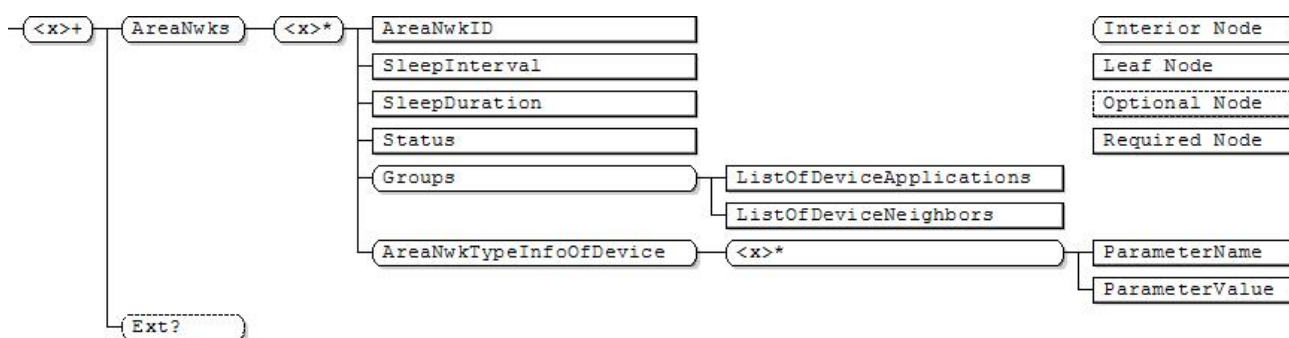 <x>+ AreaNwks <x>* AreaNwkID Interior Node
SleepInterval Leaf Node
SleepDuration Optional Node
Status Required Node
Groups ListOfDeviceApplications
ListOfDeviceNeighbors
AreaNwkTypeInfoOfDevice <x>* ParameterName
ParameterValue
Ext?